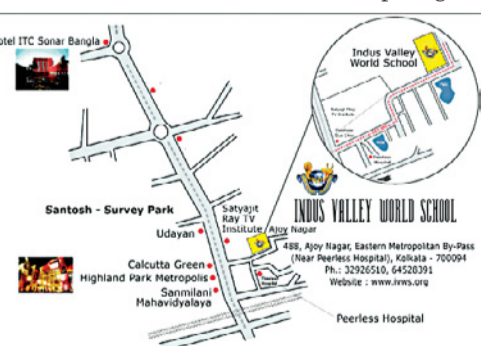 otel ITC Sonar Bangla
Indus Valley
World School
Santosh - Survey Park
Satyajit
Ray TV
Institute
Ajoy Nagar
Udayan
Calcutta Green
Highland Park Metropolis
Sanmilani
Mahavidyalaya
INDUS VALLEY WORLD SCHOOL
488, Ajoy Nagar, Eastern Metropolitan By-Pass
(Near Peerless Hospital), Kolkata - 700094
Ph.: 32926510, 64528391
Website : www.ivws.org
Peerless Hospital